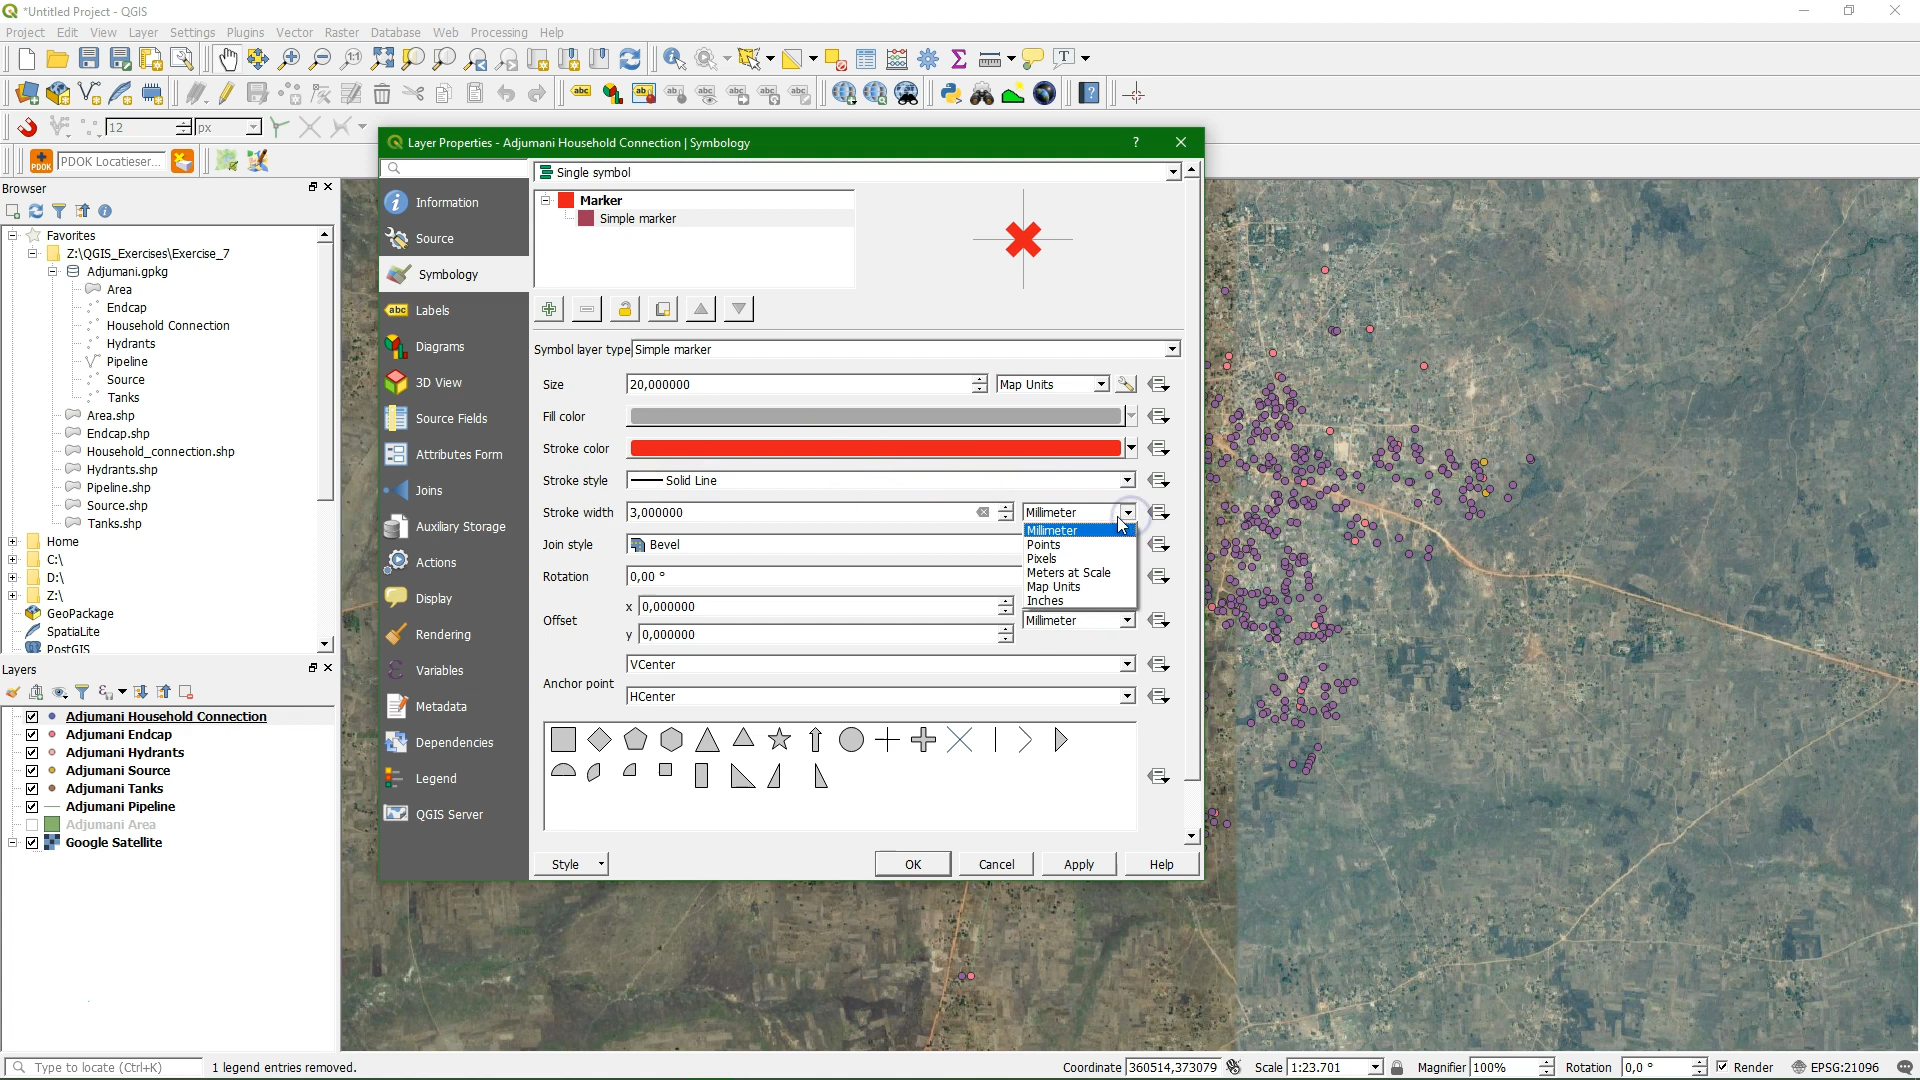 *Untitled Project - QGIS
Project Edit View Layer Settings Plugins Vector Raster Database Web Processing Help
12 px
PDOK PDOK Locatieser...
Browser
Favorites
Z:\QGIS_Exercises\Exercise_7
Adjumani.gpkg
Area
Endcap
Household Connection
Hydrants
Pipeline
Source
Tanks
Area.shp
Endcap.shp
Household_connection.shp
Hydrants.shp
Pipeline.shp
Source.shp
Tanks.shp
Home
C:\
D:\
Z:\
GeoPackage
SpatiaLite
PostGIS
Layers
Adjumani Household Connection
Adjumani Endcap
Adjumani Hydrants
Adjumani Source
Adjumani Tanks
Adjumani Pipeline
Adjumani Area
Google Satellite
Layer Properties - Adjumani Household Connection | Symbology
Information
Source
Symbology
abc Labels
Diagrams
3D View
Source Fields
Attributes Form
Joins
Auxiliary Storage
Actions
Display
Rendering
Variables
Metadata
Dependencies
Legend
QGIS Server
Single symbol
Marker
Simple marker
Symbol layer type Simple marker
Size 20,000000 Map Units
Fill color
Stroke color
Stroke style Solid Line
Stroke width 3,000000 Millimeter
Millimeter
Points
Pixels
Meters at Scale
Map Units
Inches
Join style Bevel
Rotation 0,00 °
Offset x 0,000000 Millimeter
y 0,000000
Anchor point VCenter
HCenter
Style OK Cancel Apply Help
Type to locate (Ctrl+K) 1 legend entries removed. Coordinate 360514,373079 Scale 1:23.701 Magnifier 100% Rotation 0,0 ° Render EPSG:21096